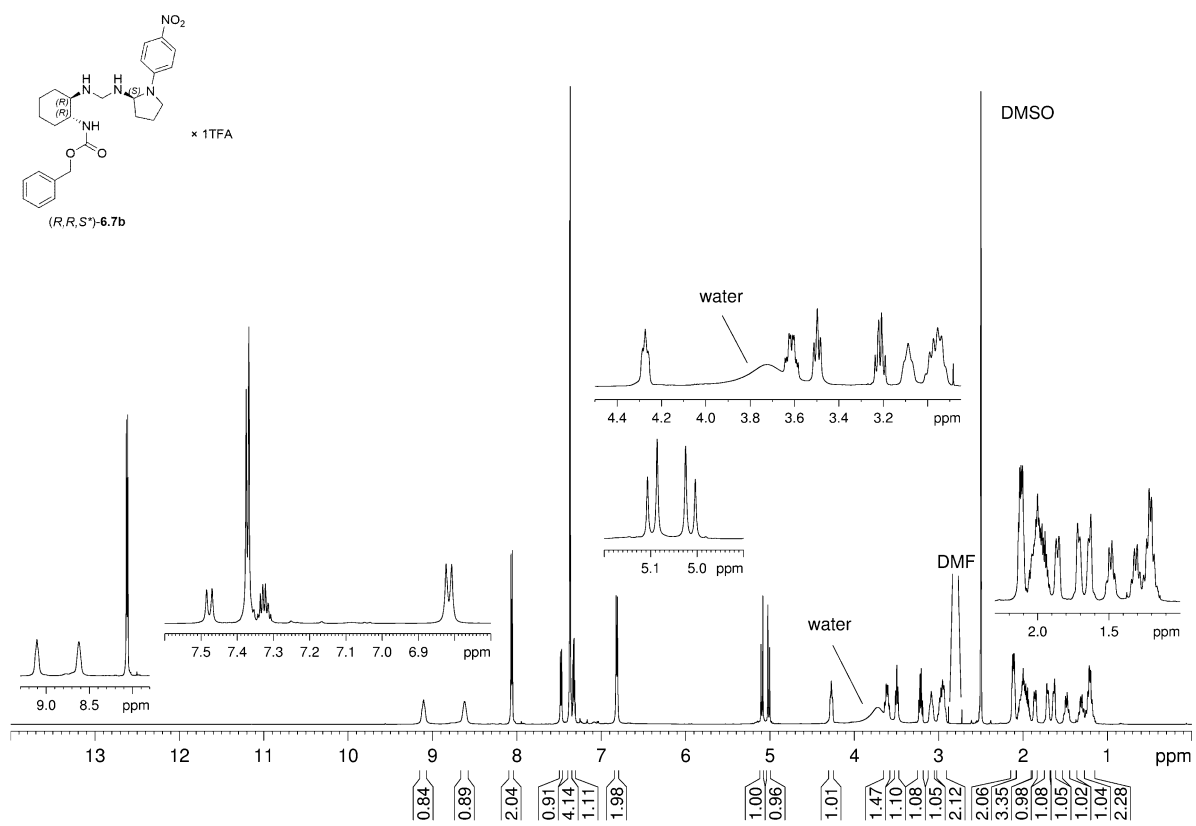 NO₂
H
N
H
N
(S)
N
(R)
(R)
NH
O
O
× 1TFA
(R,R,S*)-6.7b
DMSO
water
4.4 4.2 4.0 3.8 3.6 3.4 3.2 ppm
5.1 5.0 ppm
DMF
water
2.0 1.5 ppm
7.5 7.4 7.3 7.2 7.1 7.0 6.9 ppm
9.0 8.5 ppm
13 12 11 10 9 8 7 6 5 4 3 2 1 ppm
0.84 0.89 2.04 0.91 4.14 1.11 1.98 1.00 0.96 1.01 1.47 1.10 1.08 1.05 2.12 2.06 3.35 0.98 1.08 1.05 1.02 1.04 2.28